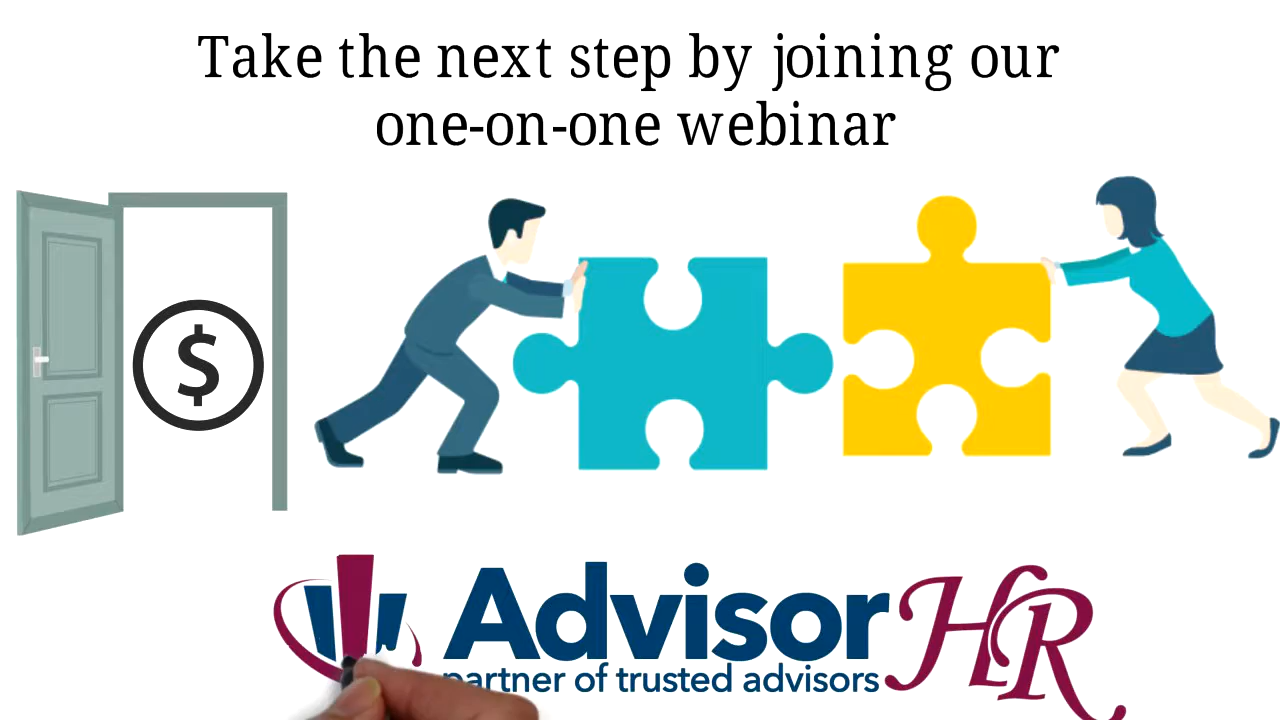 Take the next step by joining our
one-on-one webinar
$
Advisor HR
partner of trusted advisors